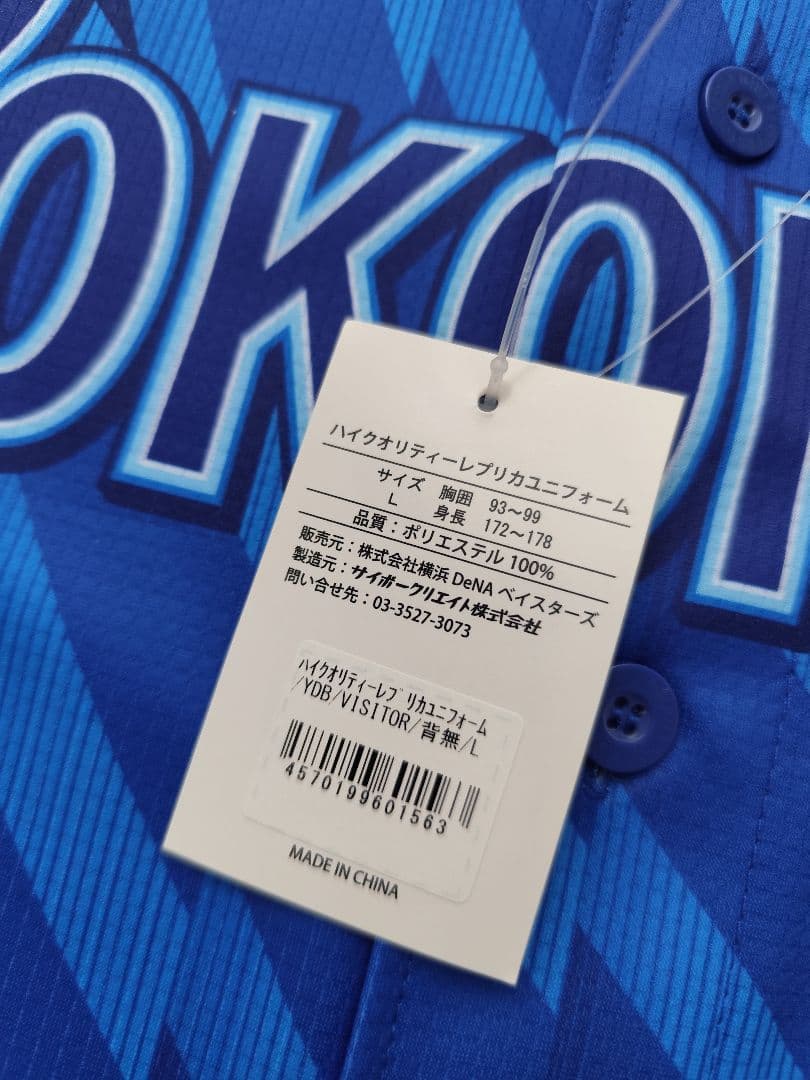 YOKOH
ハイクオリティーレプリカユニフォーム
サイズ 胸囲 93〜99
L 身長 172〜178
品質：ポリエステル 100%
販売元：株式会社横浜 DeNA ベイスターズ
製造元：サイボークリエイト株式会社
問い合せ先：03-3527-3073
ﾊｲｸｵﾘﾃｨｰﾚﾌﾟﾘｶﾕﾆﾌｫｰﾑ
/YDB/VISITOR/背無/L
4570199601563
MADE IN CHINA